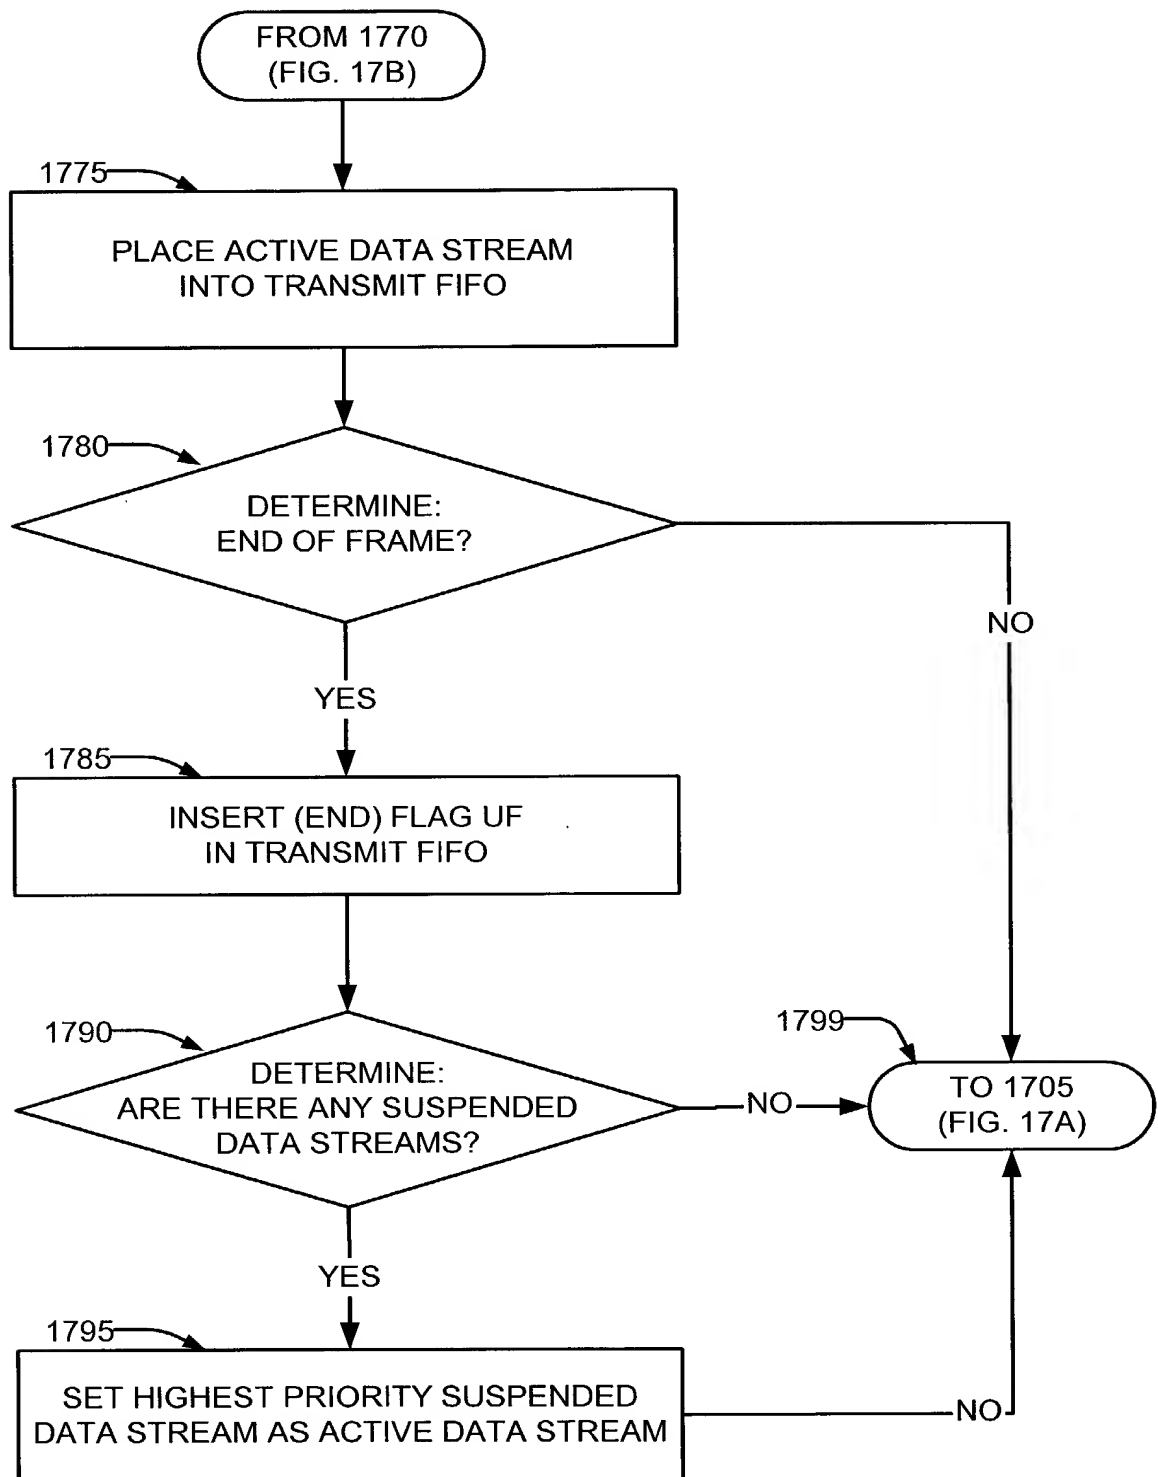 FROM 1770
(FIG. 17B)
1775
PLACE ACTIVE DATA STREAM
INTO TRANSMIT FIFO
1780
DETERMINE:
END OF FRAME?
NO
YES
1785
INSERT (END) FLAG UF
IN TRANSMIT FIFO
1790
DETERMINE:
ARE THERE ANY SUSPENDED
DATA STREAMS?
NO
1799
TO 1705
(FIG. 17A)
YES
1795
SET HIGHEST PRIORITY SUSPENDED
DATA STREAM AS ACTIVE DATA STREAM
NO